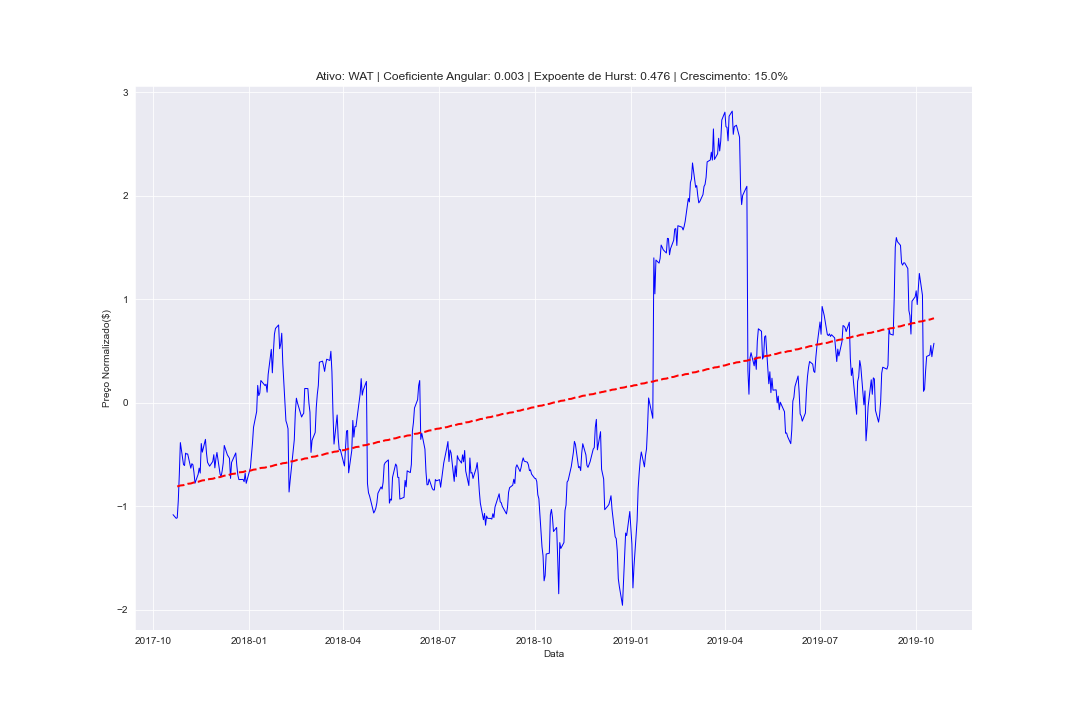 Ativo: WAT | Coeficiente Angular: 0.003 | Expoente de Hurst: 0.476 | Crescimento: 15.0%
Preço Normalizado($)
3
2
1
0
−1
−2
2017-10 2018-01 2018-04 2018-07 2018-10 2019-01 2019-04 2019-07 2019-10
Data